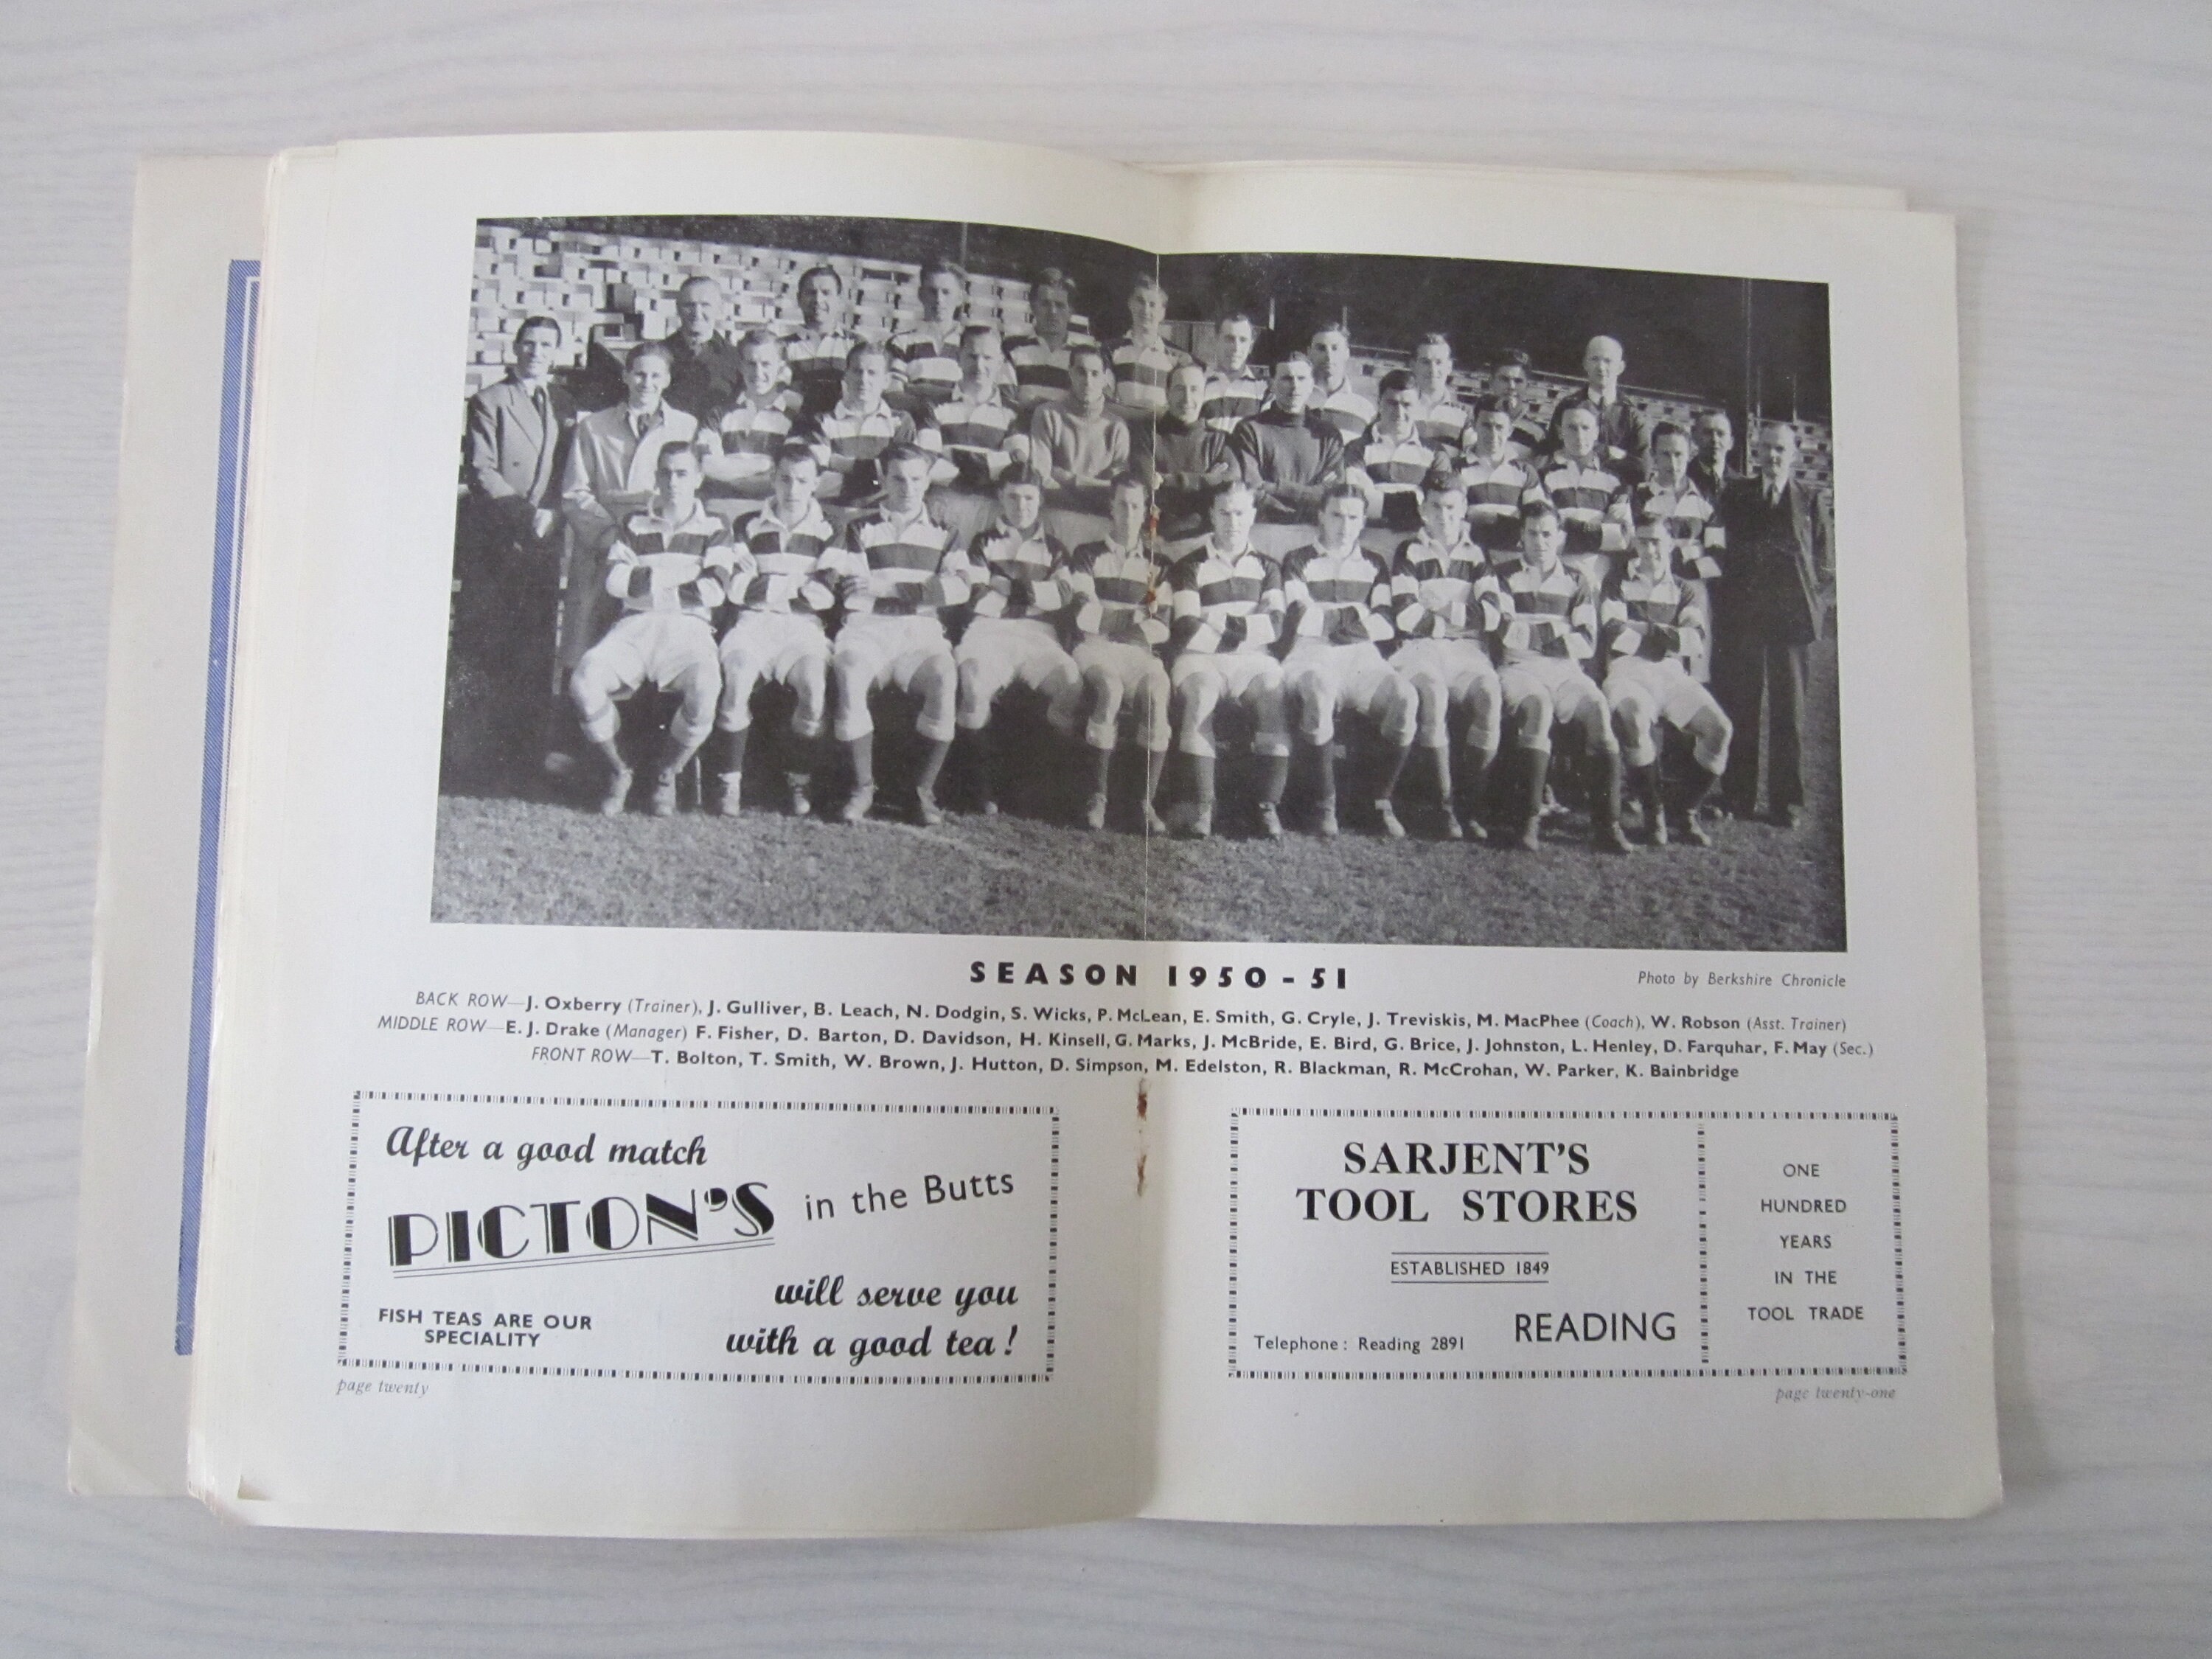 SEASON 1950-51
Photo by Berkshire Chronicle
BACK ROW—J. Oxberry (Trainer), J. Gulliver, B. Leach, N. Dodgin, S. Wicks, P. McLean, E. Smith, G. Cryle, J. Treviskis, M. MacPhee (Coach), W. Robson (Asst. Trainer)
MIDDLE ROW—E. J. Drake (Manager) F. Fisher, D. Barton, D. Davidson, H. Kinsell, G. Marks, J. McBride, E. Bird, G. Brice, J. Johnston, L. Henley, D. Farquhar, F. May (Sec.)
FRONT ROW—T. Bolton, T. Smith, W. Brown, J. Hutton, D. Simpson, M. Edelston, R. Blackman, R. McCrohan, W. Parker, K. Bainbridge
After a good match
PICTON'S in the Butts
will serve you
with a good tea!
FISH TEAS ARE OUR
SPECIALITY
page twenty
SARJENT'S
TOOL STORES
ESTABLISHED 1849
READING
Telephone: Reading 2891
ONE
HUNDRED
YEARS
IN THE
TOOL TRADE
page twenty-one